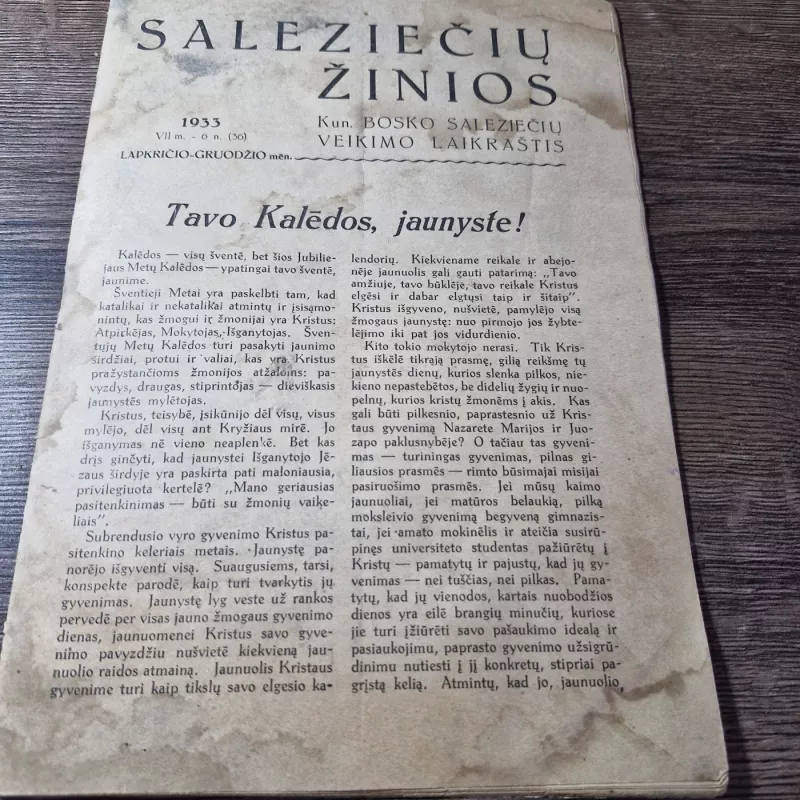 SALEZIEČIŲ
ŽINIOS
1933
VII m. - 6 n. (36)
LAPKRIČIO-GRUODŽIO mėn.
Kun. BOSKO SALEZIEČIŲ
VEIKIMO LAIKRAŠTIS
Tavo Kalėdos, jaunyste!
Kalėdos — visų šventė, bet šios Jubilie-
jaus Metų Kalėdos — ypatingai tavo šventė,
jaunime.
Šventieji Metai yra paskelbti tam, kad
katalikai ir nekatalikai atmintų ir įsisąmo-
nintų, kas žmogui ir žmonijai yra Kristus:
Atpirkėjas, Mokytojas, Išganytojas. Šven-
tųjų Metų Kalėdos turi pasakyti jaunimo
širdžiai, protui ir valiai, kas yra Kristus
pražystančioms žmonijos atžaloms: pa-
vyzdys, draugas, stiprintojas — dieviškasis
jaunystės mylėtojas.
Kristus, teisybė, įsikūnijo dėl visų, visus
mylėjo, dėl visų ant Kryžiaus mirė. Jo
išganymas nė vieno neaplenkė. Bet kas
drįs ginčyti, kad jaunystei Išganytojo Jė-
zaus širdyje yra paskirta pati maloniausia,
privilegijuota kertelė? „Mano geriausias
pasitenkinimas — būti su žmonių vaikę-
liais".
Subrendusio vyro gyvenimo Kristus pa-
sitenkino keleriais metais. Jaunystę pa-
norėjo išgyventi visą. Suaugusiems, tarsi,
konspekte parodė, kaip turi tvarkytis jų
gyvenimas. Jaunystę lyg veste už rankos
pervedė per visas jauno žmogaus gyvenimo
dienas, jaunuomenei Kristus savo gyve-
nimo pavyzdžiu nušvietė kiekvieną jau-
nuolio raidos atmainą. Jaunuolis Kristaus
gyvenime turi kaip tikslų savo elgesio ka-
lendorių. Kiekviename reikale ir abejo-
nėje jaunuolis gali gauti patarimą: „Tavo
amžiuje, tavo būklėje, tavo reikale Kristus
elgėsi ir dabar elgtųsi taip ir šitaip".
Kristus išgyveno, nušvietė, pamylėjo visą
žmogaus jaunystę: nuo pirmojo jos žybte-
lėjimo iki pat jos vidurdienio.
Kito tokio mokytojo nerasi. Tik Kris-
tus iškėlė tikrąją prasmę, gilią reikšmę tų
jaunystės dienų, kurios slenka pilkos, nie-
kieno nepastebėtos, be didelių žygių ir nuo-
pelnų, kurios kristų žmonėms į akis. Kas
gali būti pilkesnio, paprastesnio už Kris-
taus gyvenimą Nazarete Marijos ir Juo-
zapo paklusnybėje? O tačiau tas gyveni-
mas — turiningas gyvenimas, pilnas gi-
liausios prasmės — rimto būsimajai misijai
pasiruošimo prasmės. Jei mūsų kaimo
jaunuoliai, jei matūros belaukią, pilką
moksleivio gyvenimą begyveną gimnazis-
tai, jei amato mokinėlis ir ateičia susirū-
pinęs universiteto studentas pažiūrėtų į
Kristų — pamatytų ir pajustų, kad jų gy-
venimas — nei tuščias, nei pilkas. Pama-
tytų, kad jų vienodos, kartais nuobodžios
dienos yra eilė brangių minučių, kuriose
jie turi įžiūrėti savo pašaukimo idealą ir
pasiaukojimu, paprasto gyvenimo užsigrū-
dinimu nutiesti į jį konkretų, stipriai pa-
grįstą kelią. Atmintų, kad jo, jaunuolio,